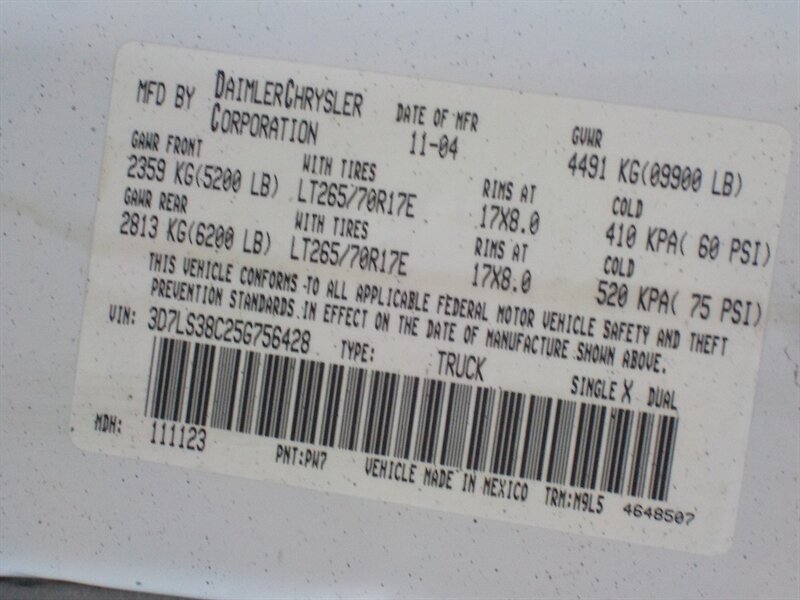 MFD BY DAIMLERCHRYSLER CORPORATION
DATE OF MFR 11-04
GVWR 4491 KG(09900 LB)
GAWR FRONT WITH TIRES RIMS AT COLD
2359 KG(5200 LB) LT265/70R17E 17X8.0 410 KPA( 60 PSI)
GAWR REAR WITH TIRES RIMS AT COLD
2813 KG(6200 LB) LT265/70R17E 17X8.0 520 KPA( 75 PSI)
THIS VEHICLE CONFORMS TO ALL APPLICABLE FEDERAL MOTOR VEHICLE SAFETY AND THEFT
PREVENTION STANDARDS IN EFFECT ON THE DATE OF MANUFACTURE SHOWN ABOVE.
VIN: 3D7LS38C25G756428 TYPE: TRUCK SINGLE X DUAL
MDH: 111123 PNT:PW7 VEHICLE MADE IN MEXICO TRM:M9L5 4648507